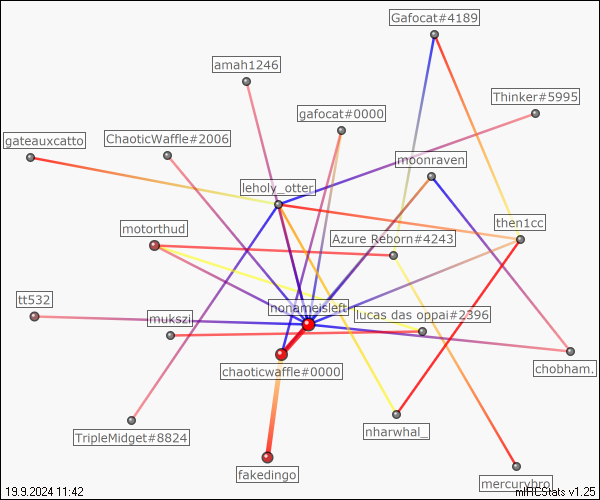 Gafocat#4189
amah1246
Thinker#5995
gafocat#0000
gateauxcatto
ChaoticWaffle#2006
moonraven
leholy_otter
motorthud
then1cc
Azure Reborn#4243
nonameisleft
tt532
mukszi
lucas das oppai#2396
chaoticwaffle#0000
chobham.
TripleMidget#8824
nharwhal_
fakedingo
mercurybro
19.9.2024 11:42
mIRCStats v1.25